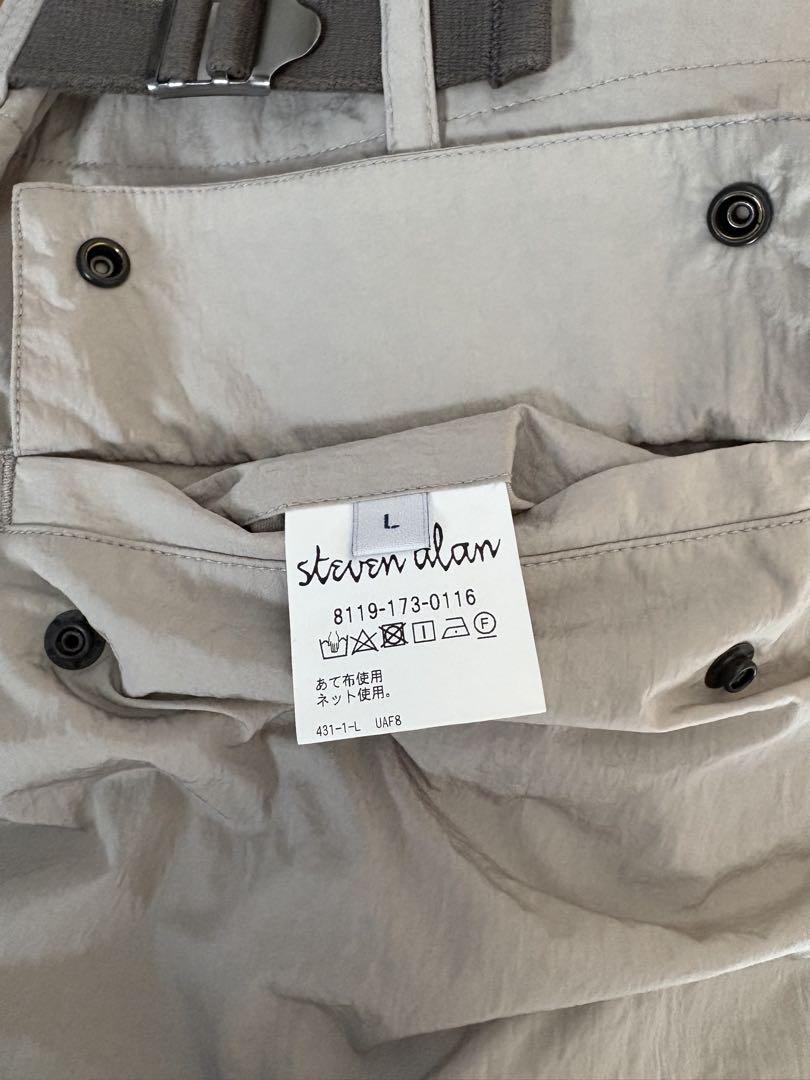 L
steven alan
8119-173-0116
F
あて布使用
ネット使用。
431-1-L UAF8